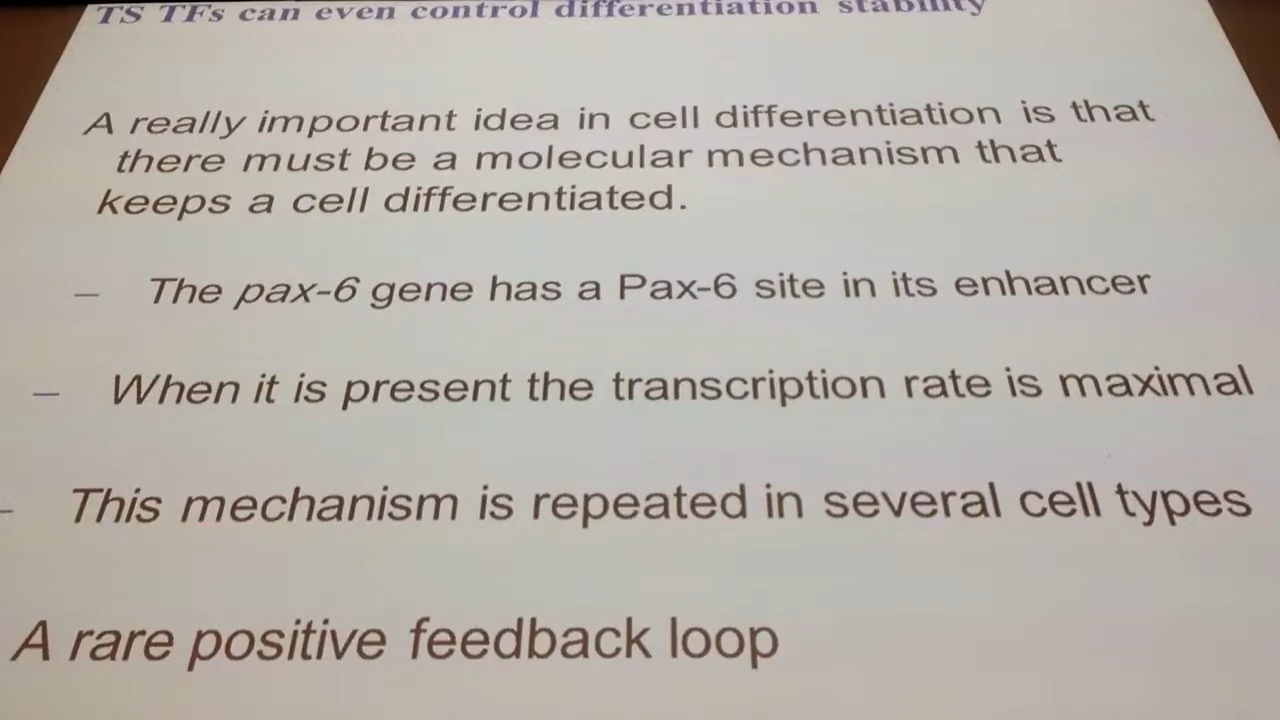 TS TFs can even control differentiation stability
A really important idea in cell differentiation is that
there must be a molecular mechanism that
keeps a cell differentiated.
– The pax-6 gene has a Pax-6 site in its enhancer
– When it is present the transcription rate is maximal
– This mechanism is repeated in several cell types
A rare positive feedback loop